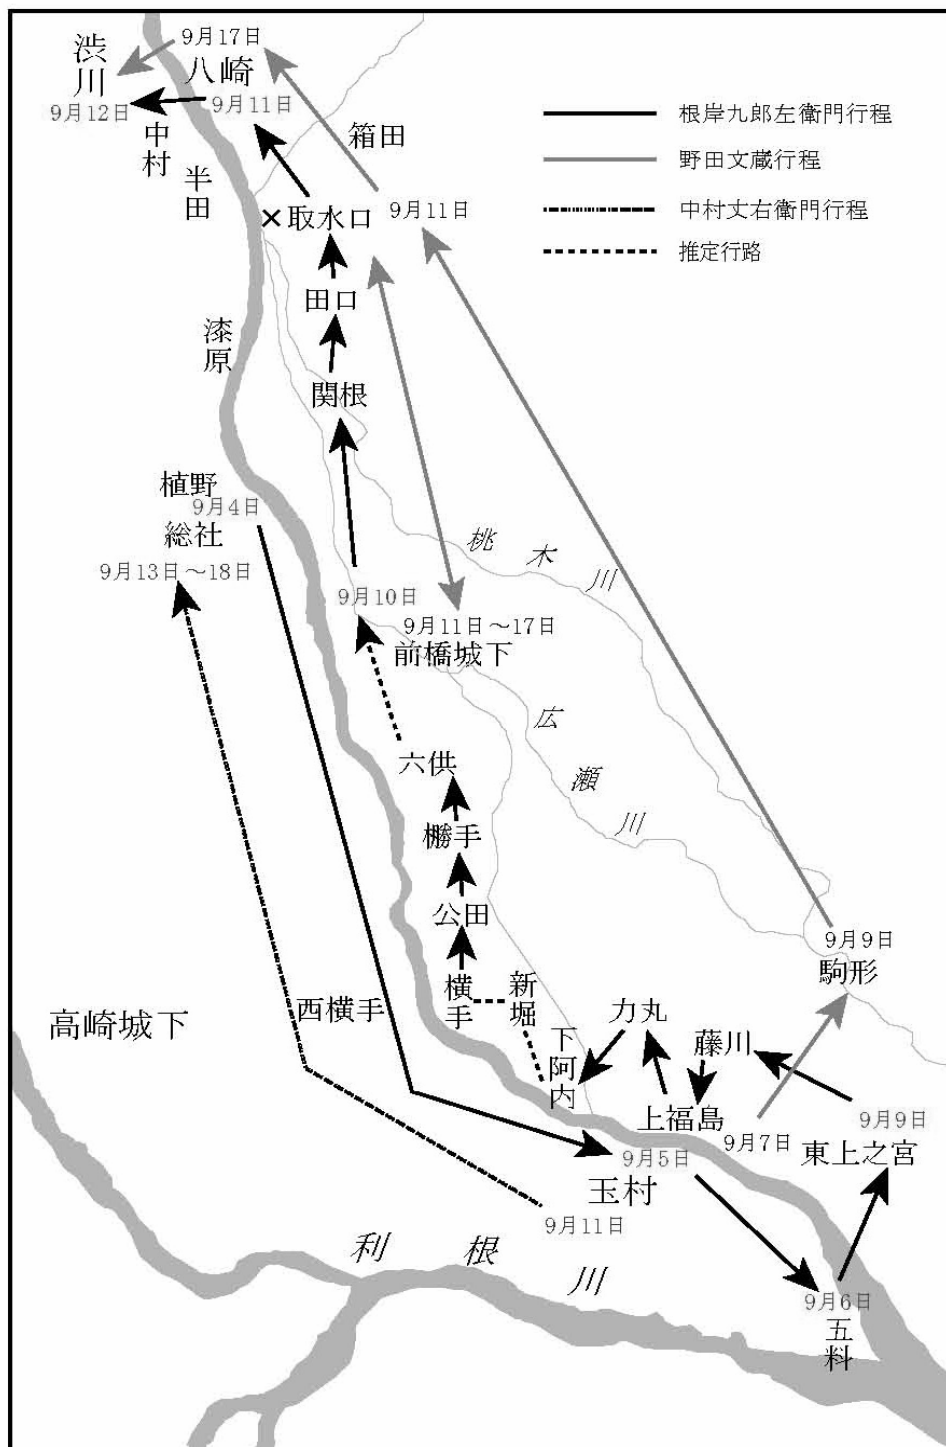 渋川
9月17日
八崎
9月12日
9月11日
中村
半田
箱田
根岸九郎左衛門行程
野田文蔵行程
中村丈右衛門行程
推定行路
×取水口
9月11日
田口
漆原
関根
植野
9月4日
総社
9月13日～18日
桃木川
9月10日
9月11日～17日
前橋城下
広瀬川
六供
橳手
公田
横手
新堀
9月9日
駒形
高崎城下
西横手
下阿内
力丸
藤川
上福島
9月7日
9月9日
東上之宮
9月5日
玉村
9月11日
利根川
9月6日
五料